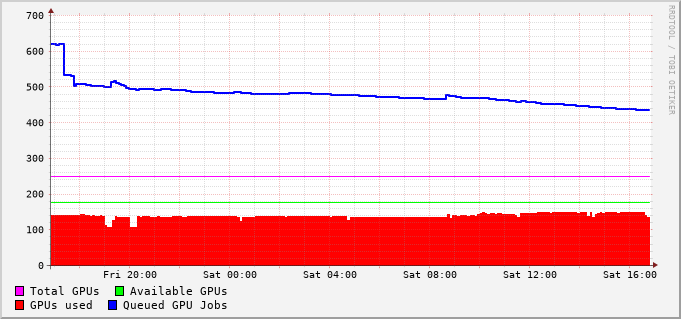 700
600
500
400
300
200
100
0
Fri 20:00 Sat 00:00 Sat 04:00 Sat 08:00 Sat 12:00 Sat 16:00
Total GPUs Available GPUs
GPUs used Queued GPU Jobs
RRDTOOL / TOBI OETIKER